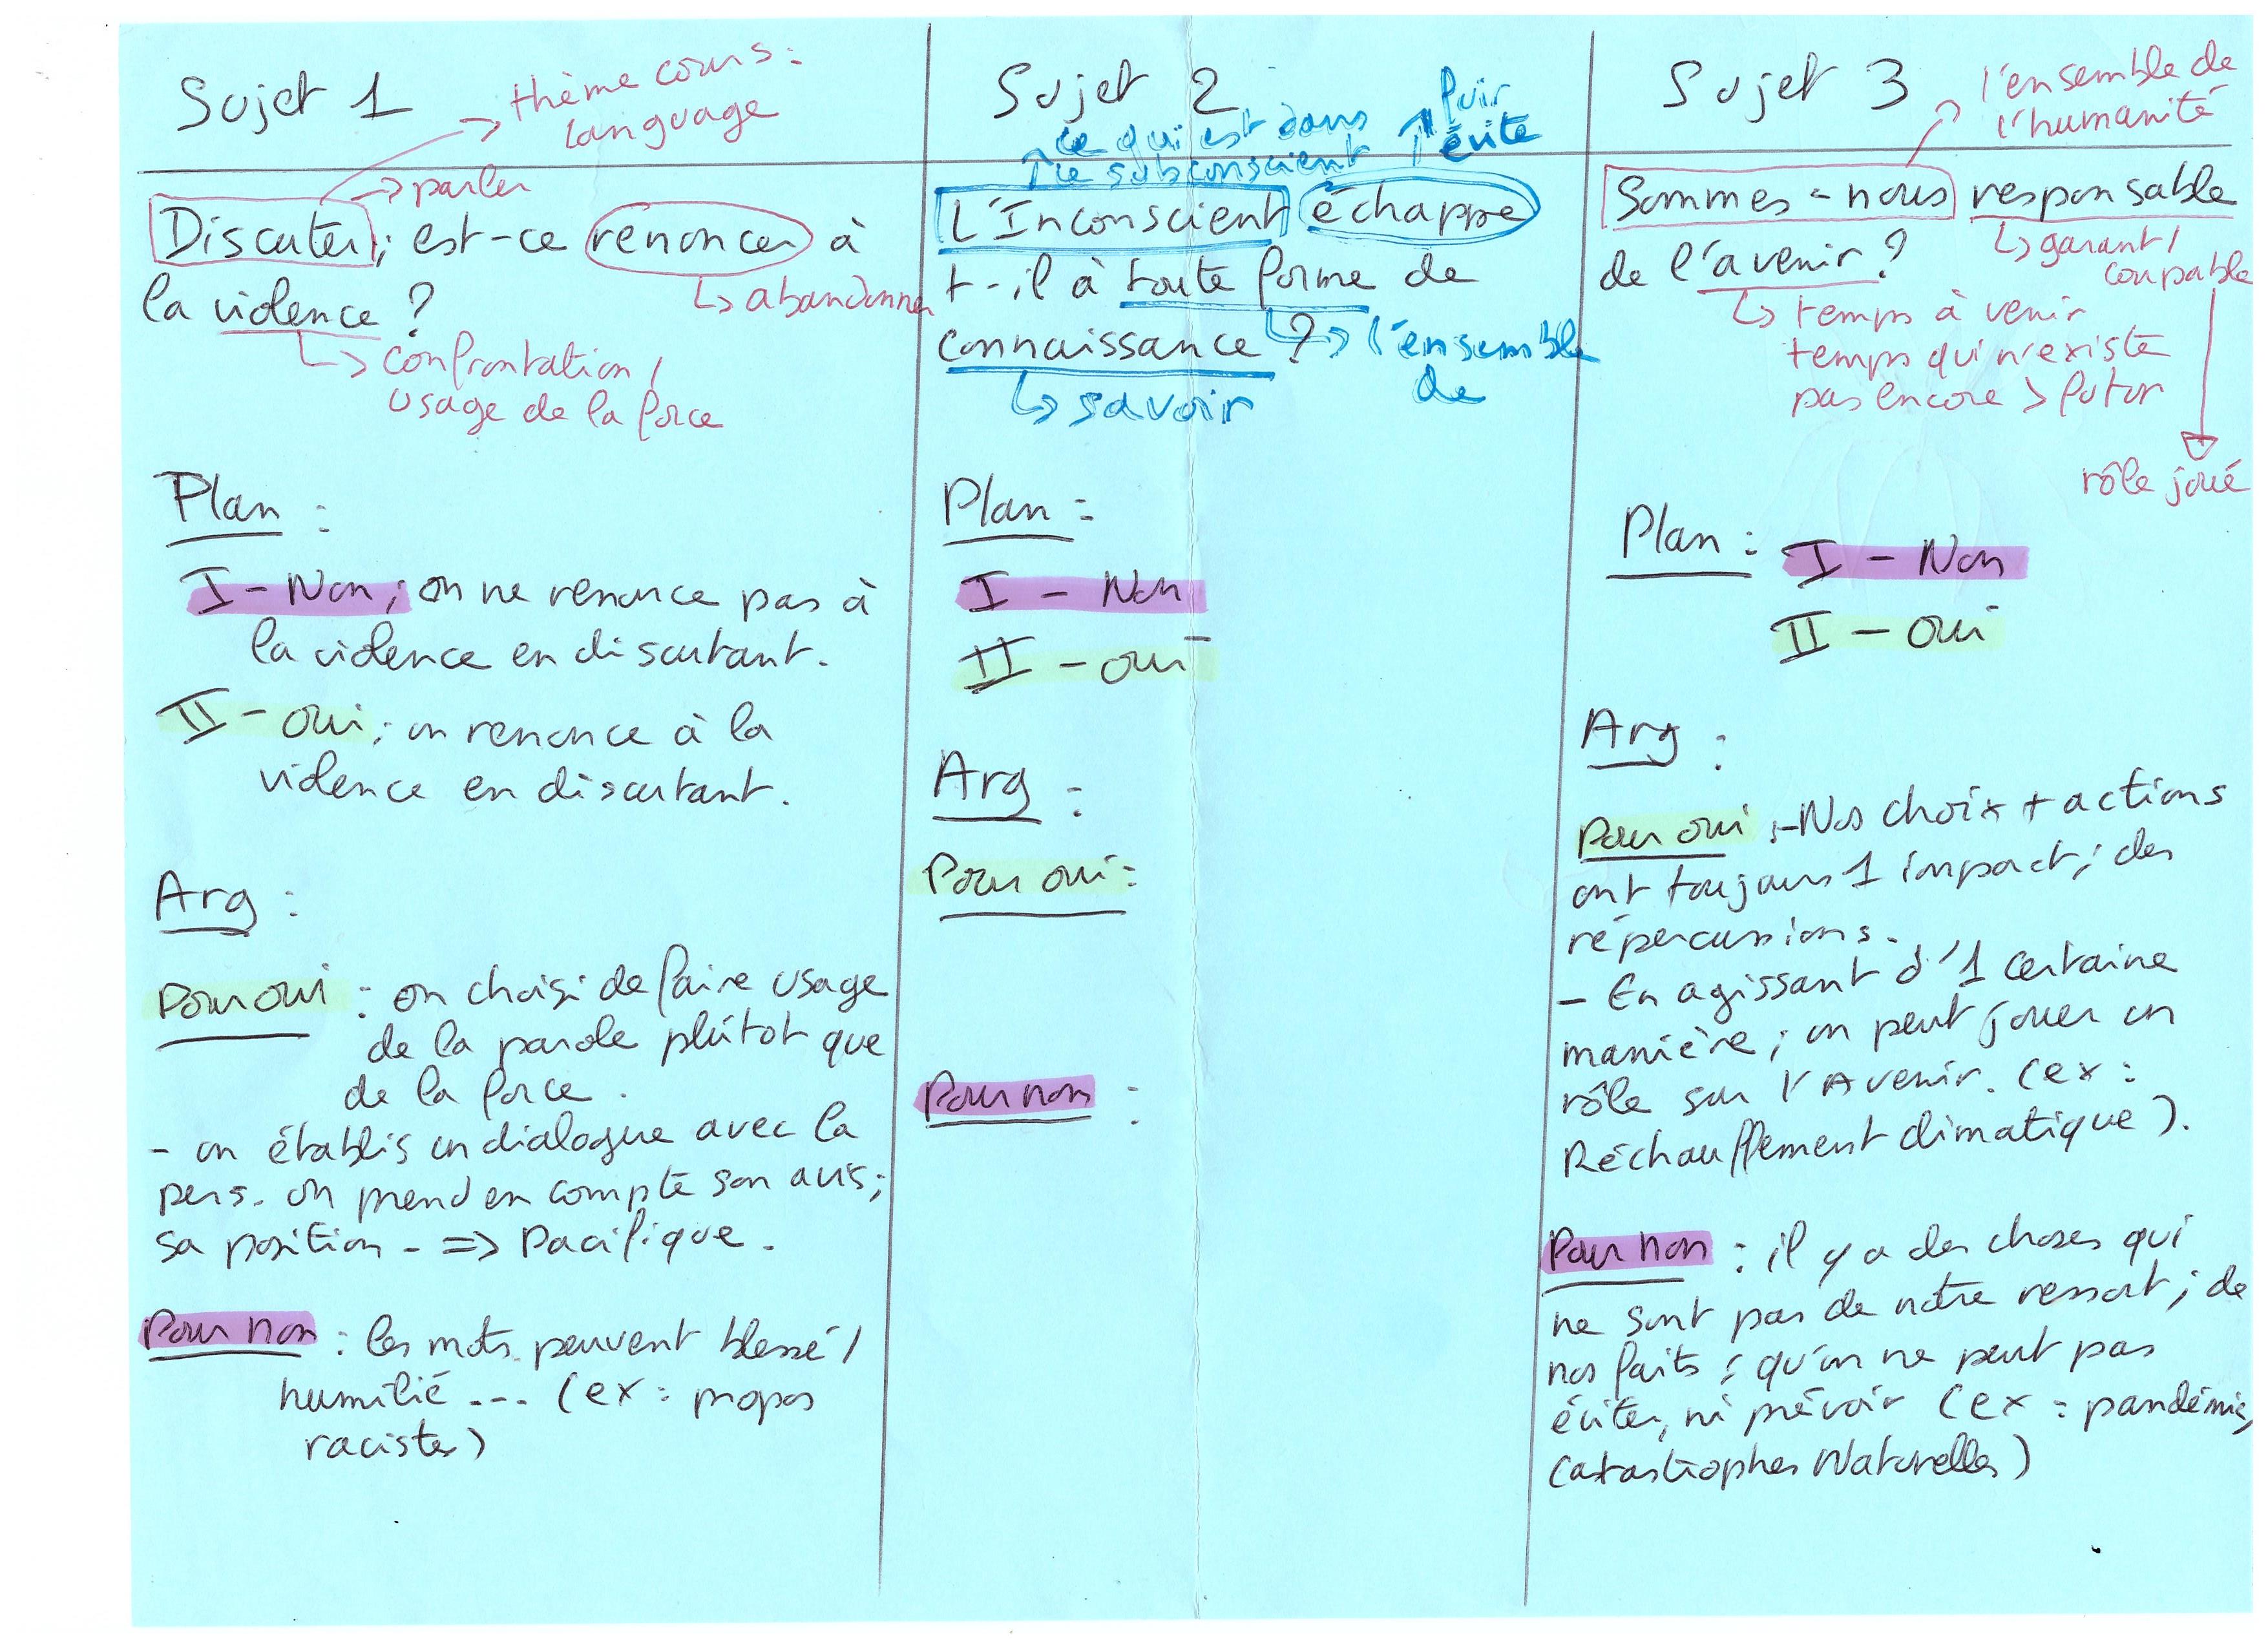 Sujet 1
thème cours :
language
Discuter ; est-ce renoncer à
→ parler
la violence ?
↳ abandonner
↳ confrontation /
usage de la force
Plan :
I - Non ; on ne renonce pas à
la violence en discutant.
II - oui ; on renonce à la
violence en discutant.
Arg :
Pour oui : on choisi de faire usage
de la parole plûtot que
de la force.
- on établis un dialogue avec la
pers. on prend en compte son avis ;
sa position - => Pacifique.
Pour non : les mots peuvent blessé /
humilié ... (ex : propos
racistes)
Sujet 2
ce qui est dans
le subconscient
fuir
évite
L'Inconscient échappe
t-il à toute forme de
connaissance ?
↳ l'ensemble
de
↳ savoir
Plan :
I - Non
II - oui
Arg :
Pour oui :
Pour non :
Sujet 3
l'ensemble de
l'humanité
Sommes-nous responsable
de l'avenir ?
↳ garant /
coupable
↳ temps à venir
temps qui n'existe
pas encore > futur
rôle joué
Plan : I - Non
II - oui
Arg :
Pour oui : - Nos choix + actions
ont toujours 1 impact ; des
répercussions.
- En agissant d'1 certaine
manière ; on peut jouer un
rôle sur l'Avenir. (ex :
Réchauffement climatique).
Pour non : il y a des choses qui
ne sont pas de notre ressort ; de
nos faits ; qu'on ne peut pas
éviter, ni prévoir (ex : pandémie,
catastrophes Naturelles)